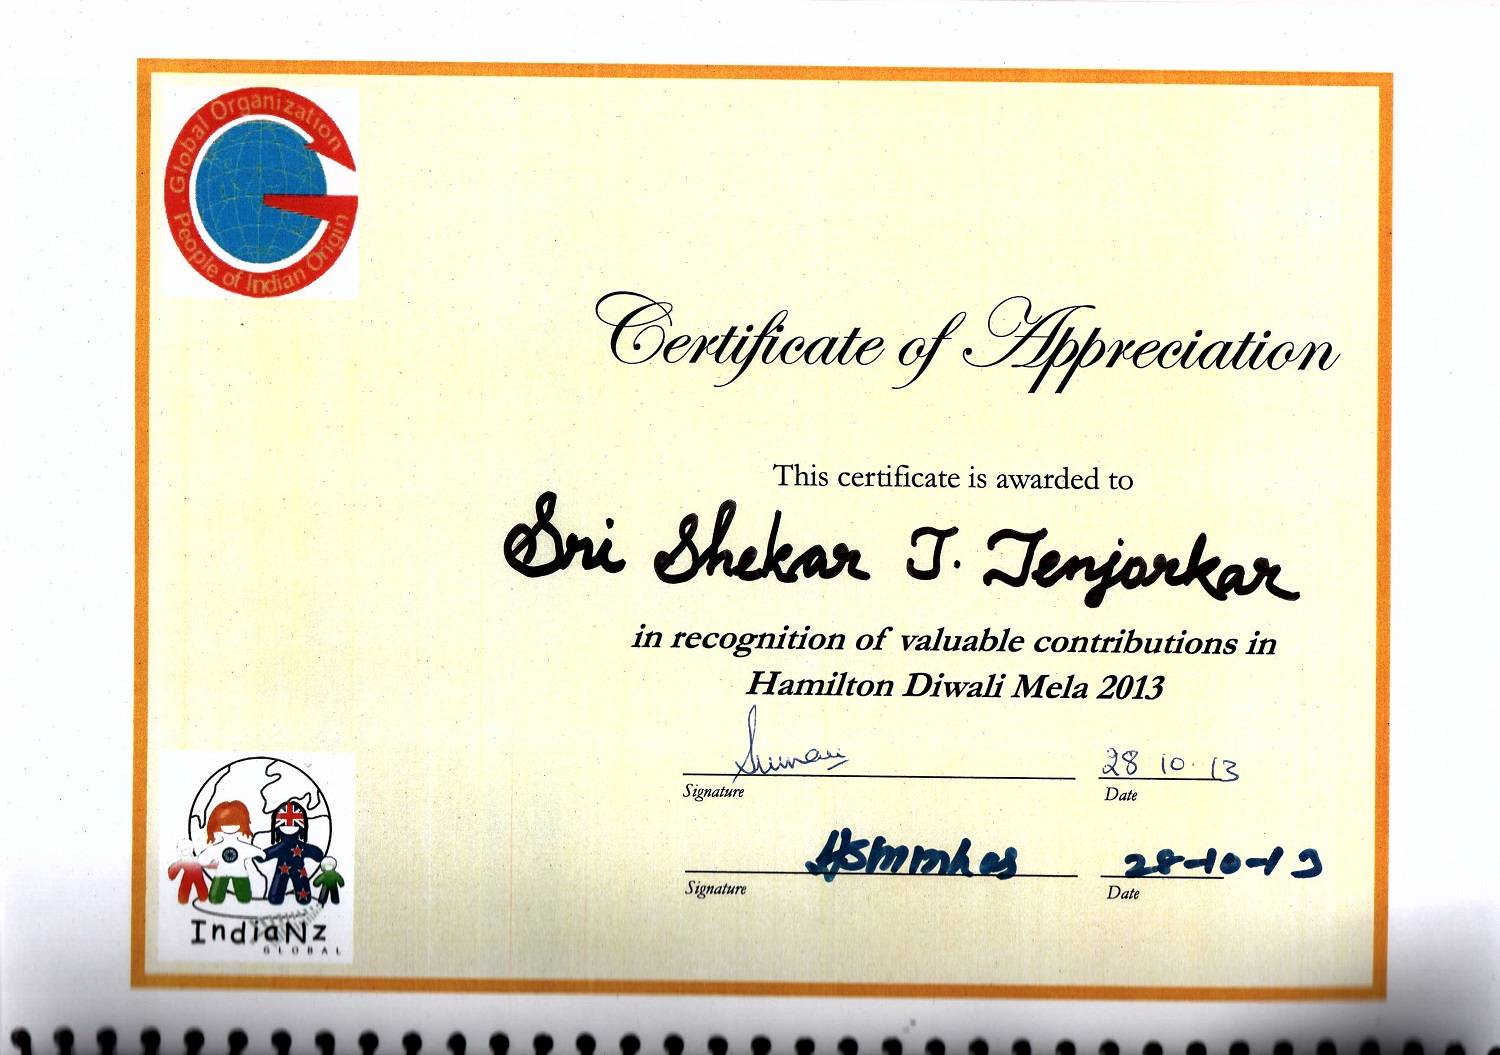 Global Organization
People of Indian Origin
Certificate of Appreciation
This certificate is awarded to
Sri Shekar T. Tenjarkar
in recognition of valuable contributions in
Hamilton Diwali Mela 2013
28 10. 13
Signature
Date
28-10-13
Signature
Date
IndiaNz
GLOBAL